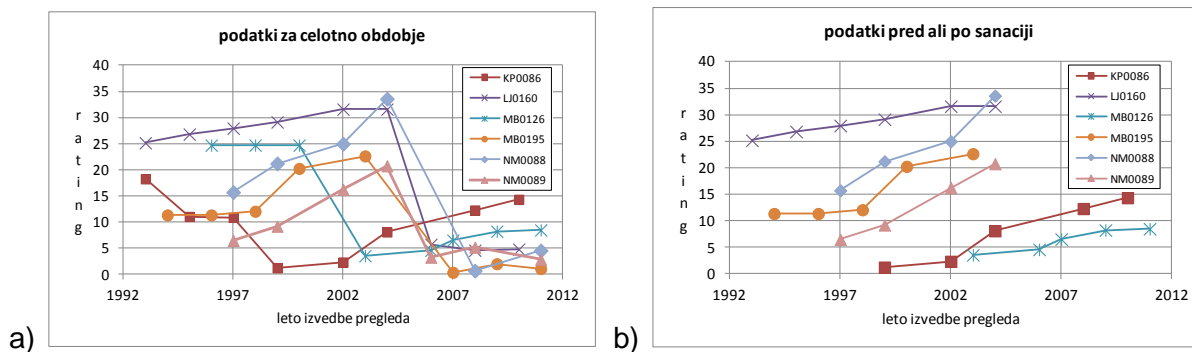 podatki za celotno obdobje
40
35
30
25
20
15
10
5
0
rating
1992 1997 2002 2007 2012
leto izvedbe pregleda
KP0086
LJ0160
MB0126
MB0195
NM0088
NM0089
a)
podatki pred ali po sanaciji
40
35
30
25
20
15
10
5
0
rating
1992 1997 2002 2007 2012
leto izvedbe pregleda
KP0086
LJ0160
MB0126
MB0195
NM0088
NM0089
b)